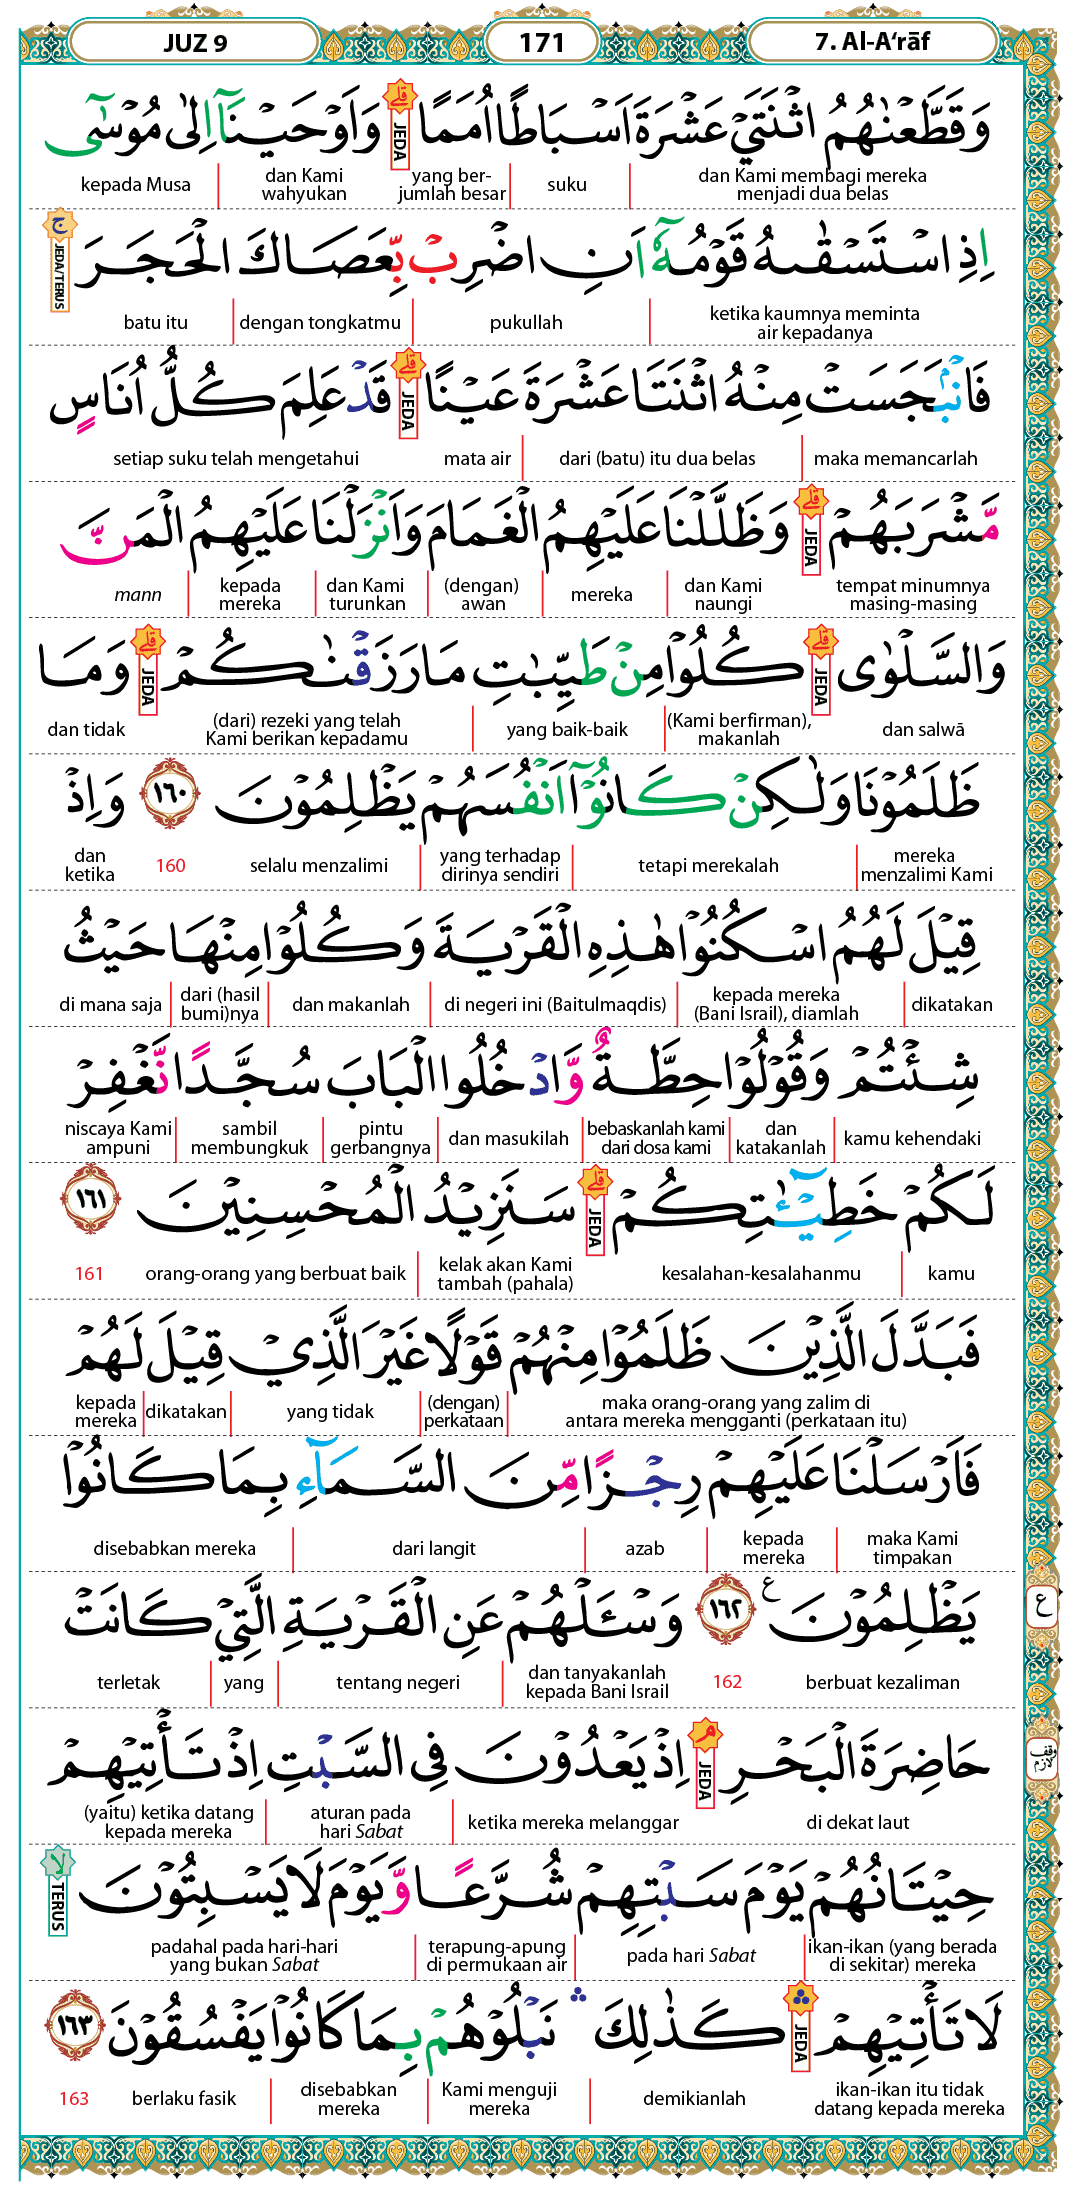 JUZ 9 171 7. Al-A‘rāf
وَقَطَّعْنٰهُمُ اثْنَتَيْ عَشْرَةَ اَسْبَاطًا اُمَمًا ۗ وَاَوْحَيْنَآ اِلٰى مُوْسٰٓى
JEDA
dan Kami membagi mereka menjadi dua belas | suku | yang ber-jumlah besar | dan Kami wahyukan | kepada Musa
اِذِ اسْتَسْقٰىهُ قَوْمُهٗٓ اَنِ اضْرِبْ بِّعَصَاكَ الْحَجَرَ ۚ
JEDA/TERUS
ketika kaumnya meminta air kepadanya | pukullah | dengan tongkatmu | batu itu
فَانْۢبَجَسَتْ مِنْهُ اثْنَتَا عَشْرَةَ عَيْنًا ۗ قَدْ عَلِمَ كُلُّ اُنَاسٍ
JEDA
maka memancarlah | dari (batu) itu dua belas | mata air setiap suku telah mengetahui
مَّشْرَبَهُمْ ۗ وَظَلَّلْنَا عَلَيْهِمُ الْغَمَامَ وَاَنْزَلْنَا عَلَيْهِمُ الْمَنَّ
JEDA
tempat minumnya masing-masing dan Kami naungi | mereka | (dengan) awan | dan Kami turunkan | kepada mereka | mann
وَالسَّلْوٰى ۗ كُلُوْا مِنْ طَيِّبٰتِ مَا رَزَقْنٰكُمْ ۗ وَمَا
JEDA JEDA
dan salwā (Kami berfirman), makanlah | yang baik-baik | (dari) rezeki yang telah Kami berikan kepadamu dan tidak
ظَلَمُوْنَا وَلٰكِنْ كَانُوْٓا اَنْفُسَهُمْ يَظْلِمُوْنَ ١٦٠ وَاِذْ
mereka menzalimi Kami | tetapi merekalah | yang terhadap dirinya sendiri | selalu menzalimi 160 dan ketika
قِيْلَ لَهُمُ اسْكُنُوْا هٰذِهِ الْقَرْيَةَ وَكُلُوْا مِنْهَا حَيْثُ
dikatakan | kepada mereka (Bani Israil), diamlah | di negeri ini (Baitulmaqdis) | dan makanlah | dari (hasil bumi)nya | di mana saja
شِئْتُمْ وَقُوْلُوْا حِطَّةٌ وَّادْخُلُوا الْبَابَ سُجَّدًا نَّغْفِرْ
kamu kehendaki | dan katakanlah | bebaskanlah kami dari dosa kami | dan masukilah | pintu gerbangnya | sambil membungkuk | niscaya Kami ampuni
لَكُمْ خَطِيْۤـٰٔتِكُمْ ۗ سَنَزِيْدُ الْمُحْسِنِيْنَ ١٦١
JEDA
kamu | kesalahan-kesalahanmu kelak akan Kami tambah (pahala) | orang-orang yang berbuat baik 161
فَبَدَّلَ الَّذِيْنَ ظَلَمُوْا مِنْهُمْ قَوْلًا غَيْرَ الَّذِيْ قِيْلَ لَهُمْ
maka orang-orang yang zalim di antara mereka mengganti (perkataan itu) | (dengan) perkataan | yang tidak | dikatakan | kepada mereka
فَاَرْسَلْنَا عَلَيْهِمْ رِجْزًا مِّنَ السَّمَاۤءِ بِمَا كَانُوْا
maka Kami timpakan | kepada mereka | azab | dari langit | disebabkan mereka
يَظْلِمُوْنَ ࣖ ١٦٢ وَسْـَٔلْهُمْ عَنِ الْقَرْيَةِ الَّتِيْ كَانَتْ
ع
berbuat kezaliman 162 dan tanyakanlah kepada Bani Israil | tentang negeri | yang | terletak
حَاضِرَةَ الْبَحْرِۘ اِذْ يَعْدُوْنَ فِى السَّبْتِ اِذْ تَأْتِيْهِمْ
JEDA
وقف لازم
di dekat laut ketika mereka melanggar | aturan pada hari Sabat | (yaitu) ketika datang kepada mereka
حِيْتَانُهُمْ يَوْمَ سَبْتِهِمْ شُرَّعًا وَّيَوْمَ لَا يَسْبِتُوْنَۙ
TERUS
ikan-ikan (yang berada di sekitar) mereka | pada hari Sabat | terapung-apung di permukaan air | padahal pada hari-hari yang bukan Sabat
لَا تَأْتِيْهِمْ ۛ كَذٰلِكَ ۛ نَبْلُوْهُمْ بِمَا كَانُوْا يَفْسُقُوْنَ ١٦٣
JEDA
ikan-ikan itu tidak datang kepada mereka demikianlah | Kami menguji mereka | disebabkan mereka | berlaku fasik 163